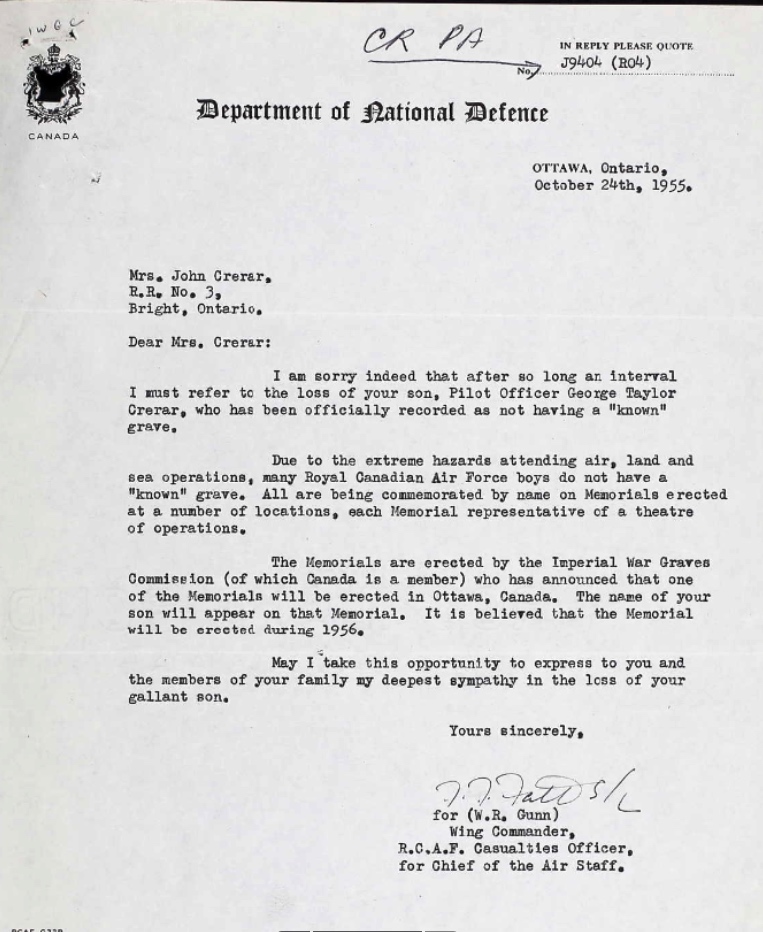 IWGC
CR PA
IN REPLY PLEASE QUOTE
No. J9404 (R04)
CANADA
Department of National Defence
OTTAWA, Ontario,
October 24th, 1955.
Mrs. John Crerar,
R.R. No. 3,
Bright, Ontario.
Dear Mrs. Crerar:
I am sorry indeed that after so long an interval
I must refer to the loss of your son, Pilot Officer George Taylor
Crerar, who has been officially recorded as not having a "known"
grave.
Due to the extreme hazards attending air, land and
sea operations, many Royal Canadian Air Force boys do not have a
"known" grave. All are being commemorated by name on Memorials erected
at a number of locations, each Memorial representative of a theatre
of operations.
The Memorials are erected by the Imperial War Graves
Commission (of which Canada is a member) who has announced that one
of the Memorials will be erected in Ottawa, Canada. The name of your
son will appear on that Memorial. It is believed that the Memorial
will be erected during 1956.
May I take this opportunity to express to you and
the members of your family my deepest sympathy in the loss of your
gallant son.
Yours sincerely,
S/L
for (W.R. Gunn)
Wing Commander,
R.C.A.F. Casualties Officer,
for Chief of the Air Staff.